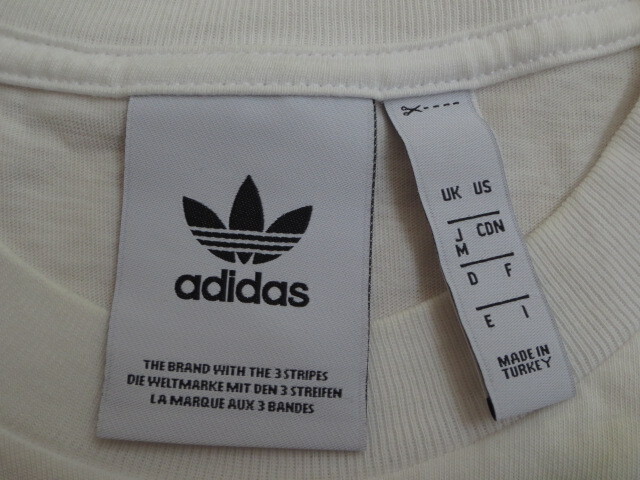 adidas
THE BRAND WITH THE 3 STRIPES
DIE WELTMARKE MIT DEN 3 STREIFEN
LA MARQUE AUX 3 BANDES
UK US
J CDN
M
D F
E I
MADE IN
TURKEY